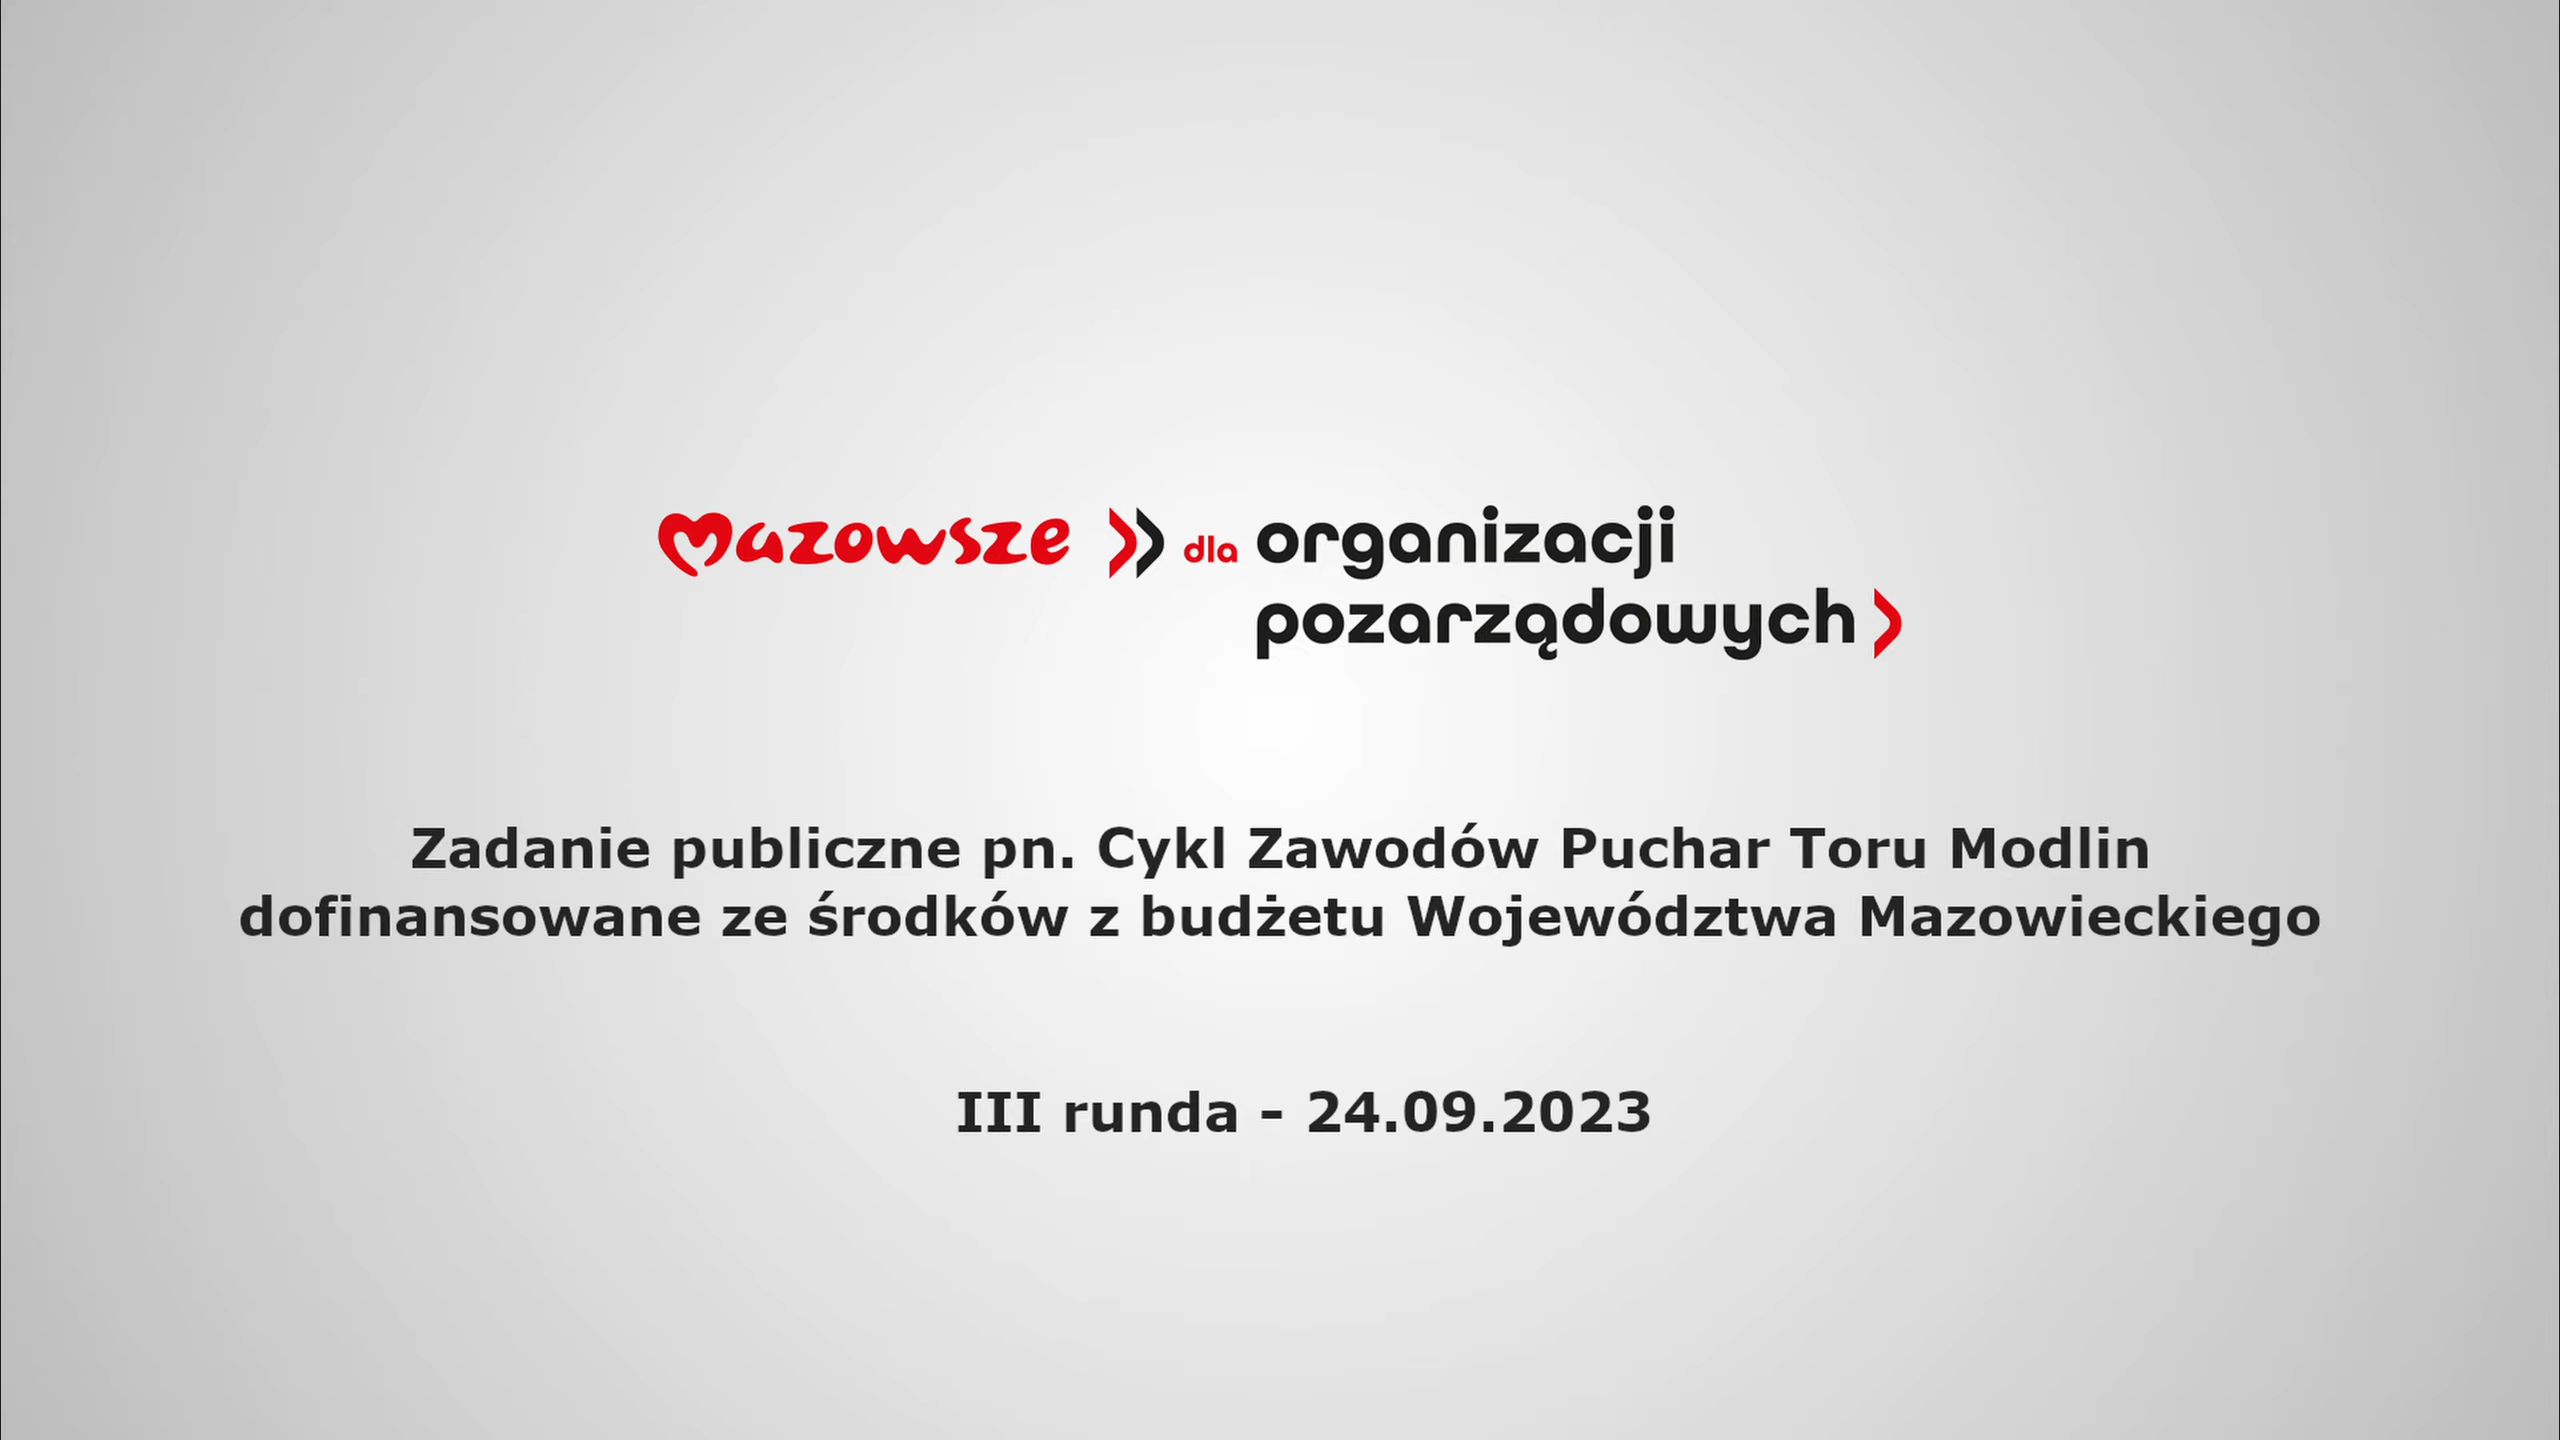 mazowsze dla organizacji
pozarządowych
Zadanie publiczne pn. Cykl Zawodów Puchar Toru Modlin
dofinansowane ze środków z budżetu Województwa Mazowieckiego
III runda - 24.09.2023